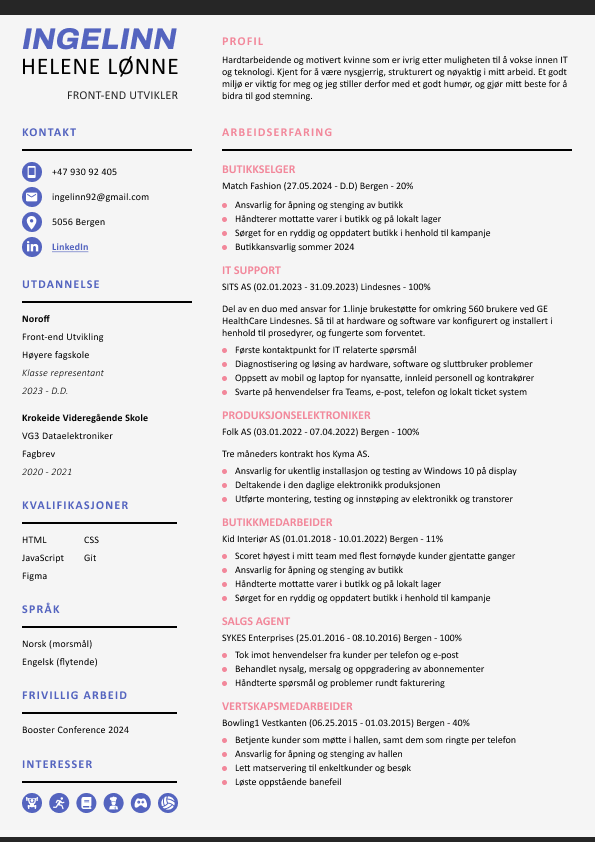 INGELINN
HELENE LØNNE
FRONT-END UTVIKLER
KONTAKT
+47 930 92 405
ingelinn92@gmail.com
5056 Bergen
LinkedIn
UTDANNELSE
Noroff
Front-end Utvikling
Høyere fagskole
Klasse representant
2023 - D.D.
Krokeide Videregående Skole
VG3 Dataelektroniker
Fagbrev
2020 - 2021
KVALIFIKASJONER
HTML CSS
JavaScript Git
Figma
SPRÅK
Norsk (morsmål)
Engelsk (flytende)
FRIVILLIG ARBEID
Booster Conference 2024
INTERESSER
PROFIL
Hardtarbeidende og motivert kvinne som er ivrig etter muligheten til å vokse innen IT
og teknologi. Kjent for å være nysgjerrig, strukturert og nøyaktig i mitt arbeid. Et godt
miljø er viktig for meg og jeg stiller derfor med et godt humør, og gjør mitt beste for å
bidra til god stemning.
ARBEIDSERFARING
BUTIKKSELGER
Match Fashion (27.05.2024 - D.D) Bergen - 20%
Ansvarlig for åpning og stenging av butikk
Håndterer mottatte varer i butikk og på lokalt lager
Sørget for en ryddig og oppdatert butikk i henhold til kampanje
Butikkansvarlig sommer 2024
IT SUPPORT
SITS AS (02.01.2023 - 31.09.2023) Lindesnes - 100%
Del av en duo med ansvar for 1.linje brukestøtte for omkring 560 brukere ved GE
HealthCare Lindesnes. Så til at hardware og software var konfigurert og installert i
henhold til prosedyrer, og fungerte som forventet.
Første kontaktpunkt for IT relaterte spørsmål
Diagnostisering og løsing av hardware, software og sluttbruker problemer
Oppsett av mobil og laptop for nyansatte, innleid personell og kontrakører
Svarte på henvendelser fra Teams, e-post, telefon og lokalt ticket system
PRODUKSJONSELEKTRONIKER
Folk AS (03.01.2022 - 07.04.2022) Bergen - 100%
Tre måneders kontrakt hos Kyma AS.
Ansvarlig for ukentlig installasjon og testing av Windows 10 på display
Deltakende i den daglige elektronikk produksjonen
Utførte montering, testing og innstøping av elektronikk og transtorer
BUTIKKMEDARBEIDER
Kid Interiør AS (01.01.2018 - 10.01.2022) Bergen - 11%
Scoret høyest i mitt team med flest fornøyde kunder gjentatte ganger
Ansvarlig for åpning og stenging av butikk
Håndterte mottatte varer i butikk og på lokalt lager
Sørget for en ryddig og oppdatert butikk i henhold til kampanje
SALGS AGENT
SYKES Enterprises (25.01.2016 - 08.10.2016) Bergen - 100%
Tok imot henvendelser fra kunder per telefon og e-post
Behandlet nysalg, mersalg og oppgradering av abonnementer
Håndterte spørsmål og problemer rundt fakturering
VERTSKAPSMEDARBEIDER
Bowling1 Vestkanten (06.25.2015 - 01.03.2015) Bergen - 40%
Betjente kunder som møtte i hallen, samt dem som ringte per telefon
Ansvarlig for åpning og stenging av hallen
Lett matservering til enkeltkunder og besøk
Løste oppstående banefeil